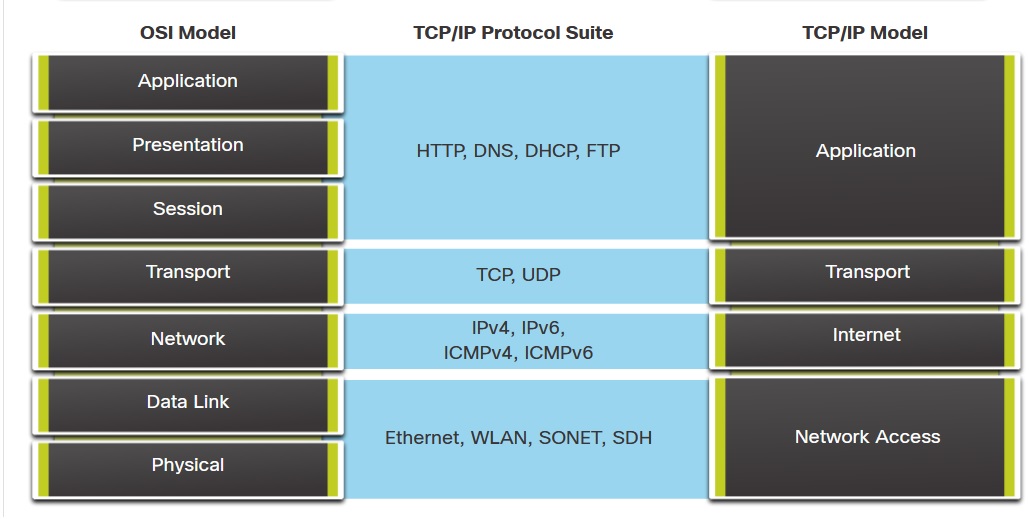 OSI Model
TCP/IP Protocol Suite
TCP/IP Model
Application
Presentation
Session
Transport
Network
Data Link
Physical
HTTP, DNS, DHCP, FTP
TCP, UDP
IPv4, IPv6,
ICMPv4, ICMPv6
Ethernet, WLAN, SONET, SDH
Application
Transport
Internet
Network Access